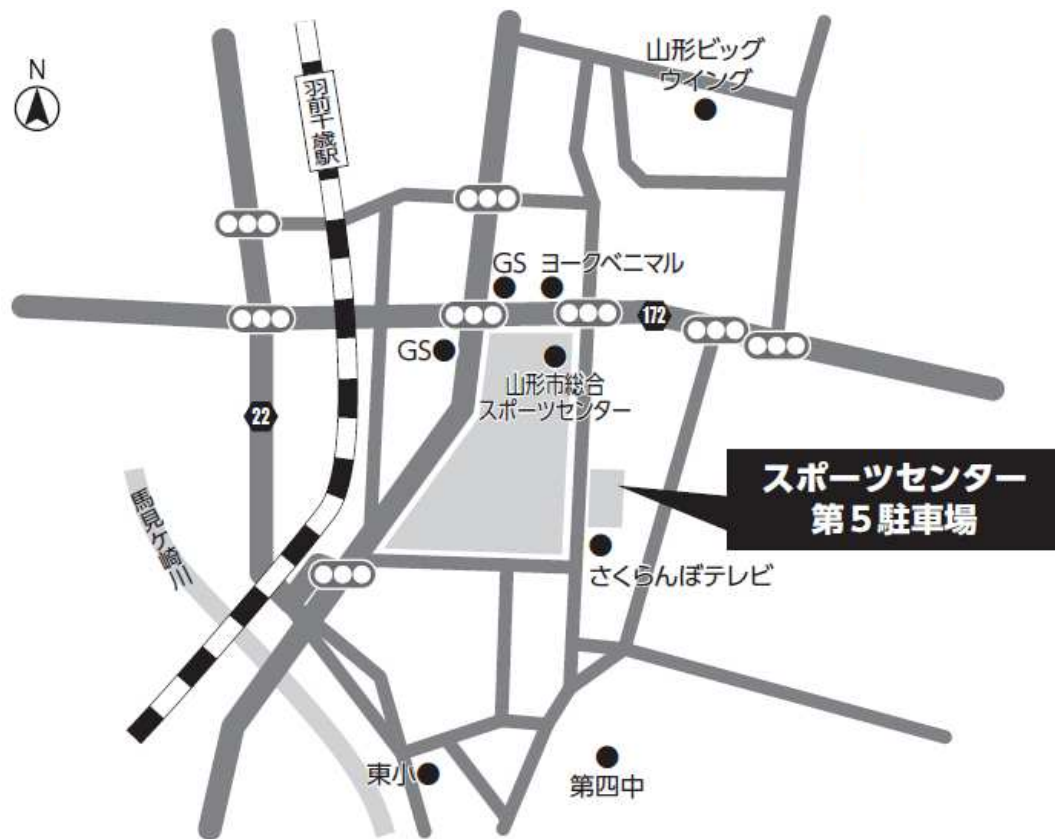 N
羽前千歳駅
山形ビッグ
ウイング
GS
ヨークベニマル
172
GS
山形市総合
スポーツセンター
22
馬見ケ崎川
スポーツセンター
第5駐車場
さくらんぼテレビ
東小
第四中